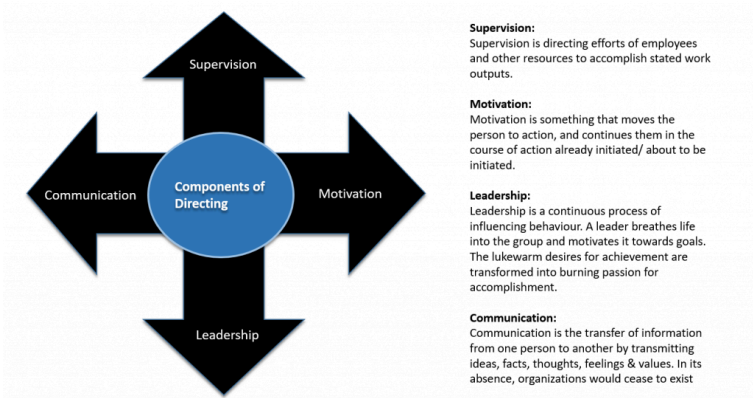 Supervision
Communication
Components of
Directing
Motivation
Leadership
Supervision:
Supervision is directing efforts of employees
and other resources to accomplish stated work
outputs.
Motivation:
Motivation is something that moves the
person to action, and continues them in the
course of action already initiated/ about to be
initiated.
Leadership:
Leadership is a continuous process of
influencing behaviour. A leader breathes life
into the group and motivates it towards goals.
The lukewarm desires for achievement are
transformed into burning passion for
accomplishment.
Communication:
Communication is the transfer of information
from one person to another by transmitting
ideas, facts, thoughts, feelings & values. In its
absence, organizations would cease to exist